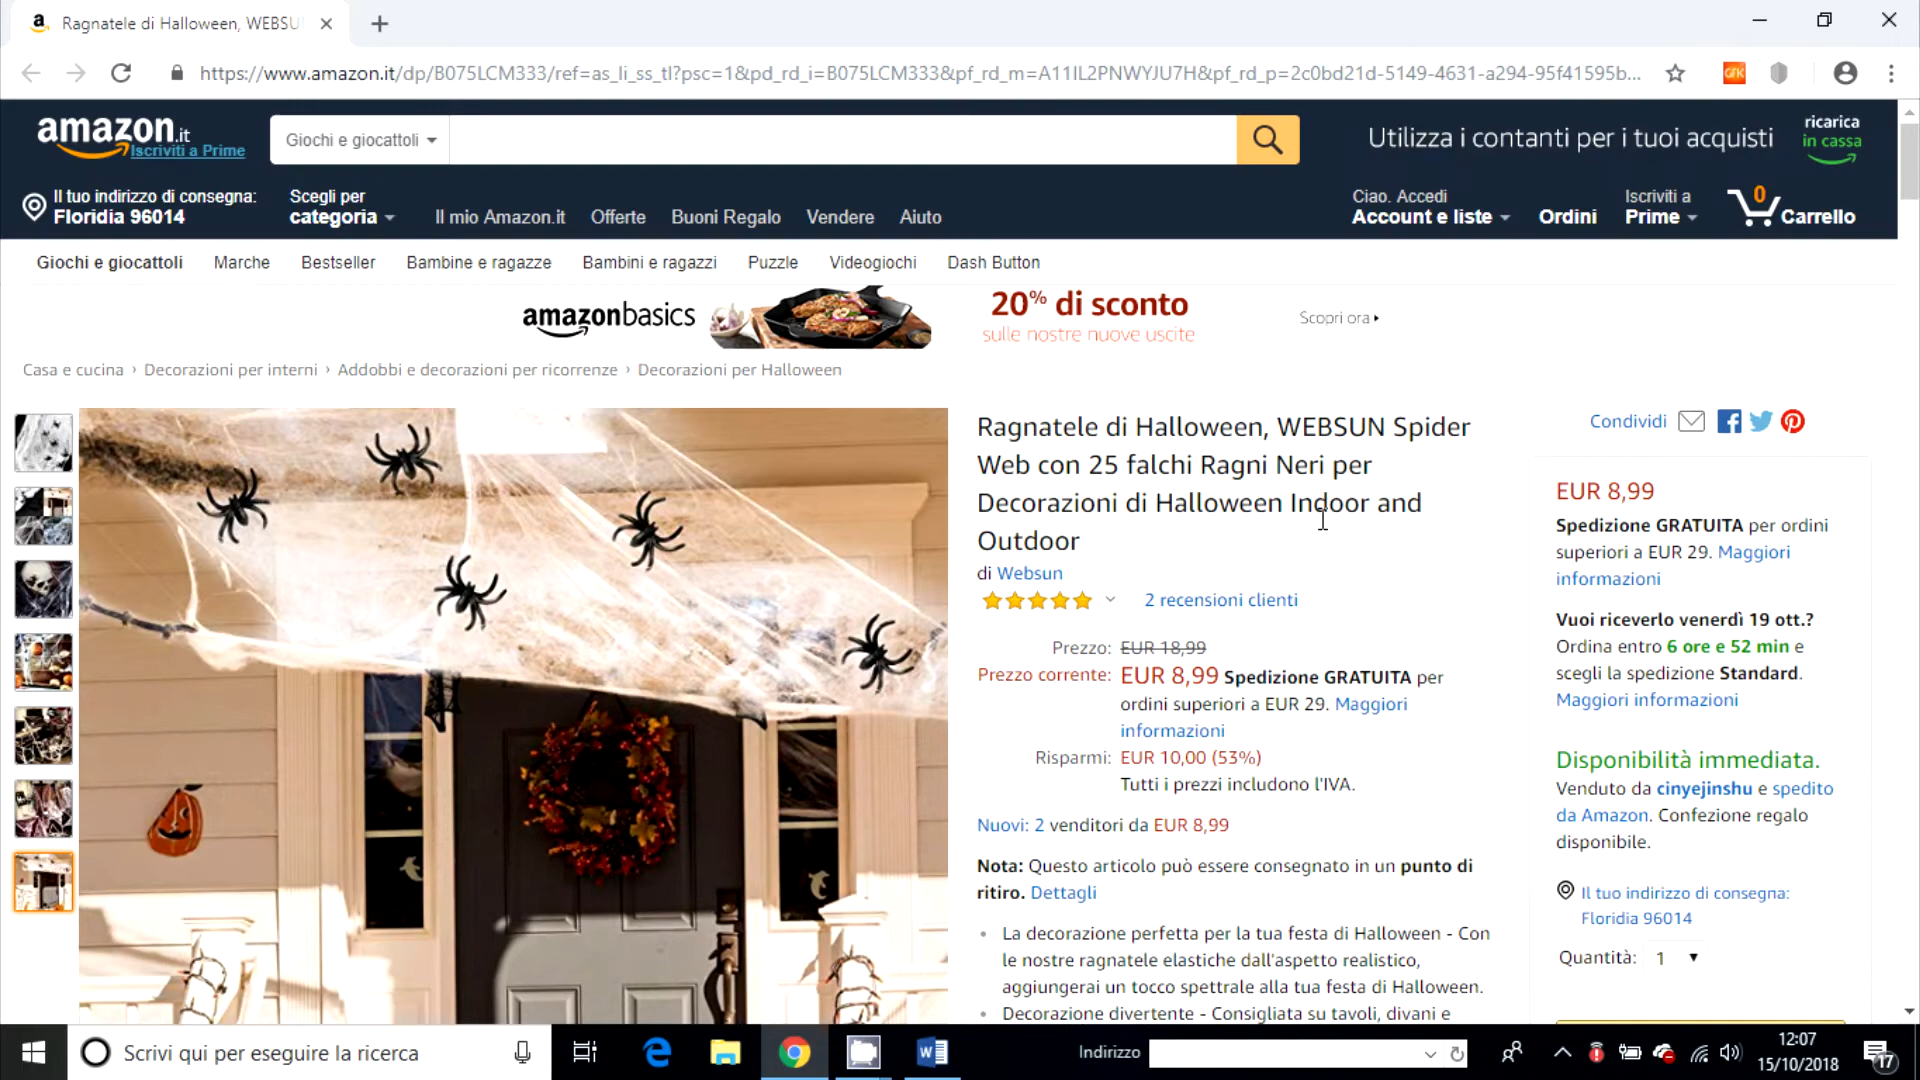 Ragnatele di Halloween, WEBSU
https://www.amazon.it/dp/B075LCM333/ref=as_li_ss_tl?psc=1&pd_rd_i=B075LCM333&pf_rd_m=A11IL2PNWYJU7H&pf_rd_p=2c0bd21d-5149-4631-a294-95f41595b...
amazon.it
Iscriviti a Prime
Giochi e giocattoli
Utilizza i contanti per i tuoi acquisti
ricarica
in cassa
Il tuo indirizzo di consegna:
Floridia 96014
Scegli per
categoria
Il mio Amazon.it Offerte Buoni Regalo Vendere Aiuto
Ciao. Accedi
Account e liste
Ordini
Iscriviti a
Prime
0
Carrello
Giochi e giocattoli Marche Bestseller Bambine e ragazze Bambini e ragazzi Puzzle Videogiochi Dash Button
amazonbasics
20% di sconto
sulle nostre nuove uscite
Scopri ora
Casa e cucina › Decorazioni per interni › Addobbi e decorazioni per ricorrenze › Decorazioni per Halloween
Ragnatele di Halloween, WEBSUN Spider
Web con 25 falchi Ragni Neri per
Decorazioni di Halloween Indoor and
Outdoor
di Websun
2 recensioni clienti
Prezzo: EUR 18,99
Prezzo corrente: EUR 8,99 Spedizione GRATUITA per
ordini superiori a EUR 29. Maggiori
informazioni
Risparmi: EUR 10,00 (53%)
Tutti i prezzi includono l'IVA.
Nuovi: 2 venditori da EUR 8,99
Nota: Questo articolo può essere consegnato in un punto di
ritiro. Dettagli
• La decorazione perfetta per la tua festa di Halloween - Con
le nostre ragnatele elastiche dall'aspetto realistico,
aggiungerai un tocco spettrale alla tua festa di Halloween.
• Decorazione divertente - Consigliata su tavoli, divani e
Condividi
EUR 8,99
Spedizione GRATUITA per ordini
superiori a EUR 29. Maggiori
informazioni
Vuoi riceverlo venerdì 19 ott.?
Ordina entro 6 ore e 52 min e
scegli la spedizione Standard.
Maggiori informazioni
Disponibilità immediata.
Venduto da cinyejinshu e spedito
da Amazon. Confezione regalo
disponibile.
Il tuo indirizzo di consegna:
Floridia 96014
Quantità: 1
Scrivi qui per eseguire la ricerca
Indirizzo
12:07
15/10/2018
17